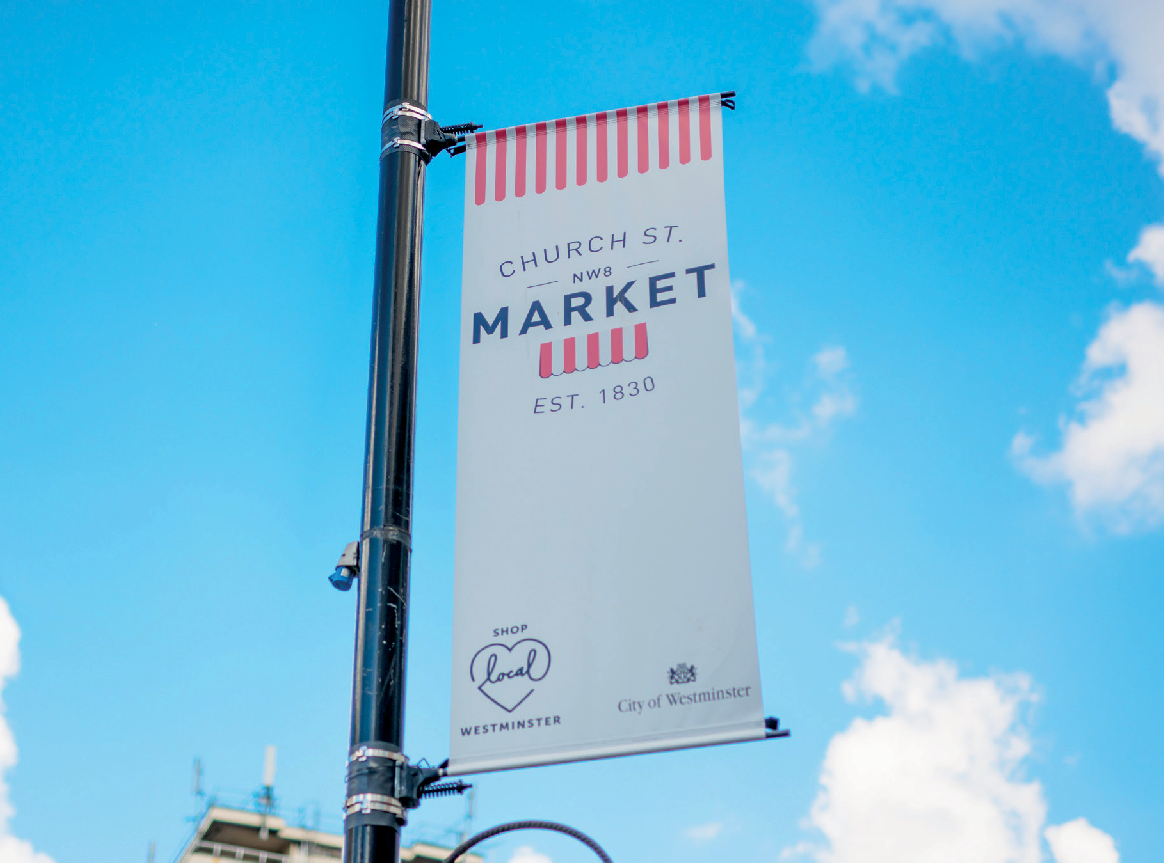 CHURCH ST.
NW8
MARKET
EST. 1830
SHOP
local
WESTMINSTER
City of Westminster